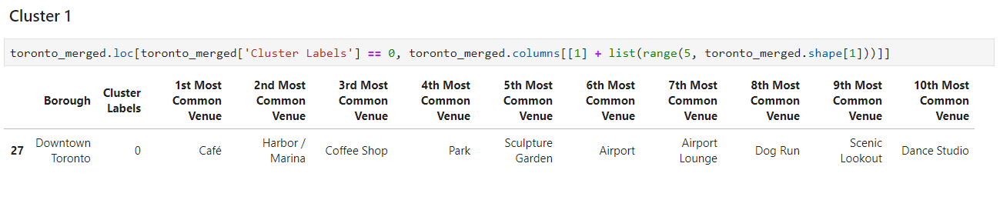 Cluster 1
toronto_merged.loc[toronto_merged['Cluster Labels'] == 0, toronto_merged.columns[[1] + list(range(5, toronto_merged.shape[1]))]]
Borough Cluster Labels 1st Most Common Venue 2nd Most Common Venue 3rd Most Common Venue 4th Most Common Venue 5th Most Common Venue 6th Most Common Venue 7th Most Common Venue 8th Most Common Venue 9th Most Common Venue 10th Most Common Venue
27 Downtown Toronto 0 Café Harbor / Marina Coffee Shop Park Sculpture Garden Airport Airport Lounge Dog Run Scenic Lookout Dance Studio